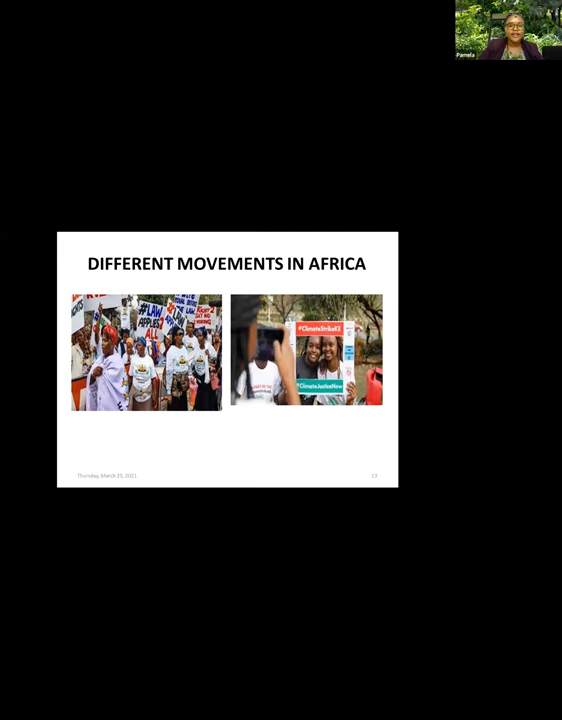 Pamela
DIFFERENT MOVEMENTS IN AFRICA
#LAW
APPLIES
ALL
#ClimateStrikeKE
#ClimateJusticeNow
Thursday, March 25, 2021
13